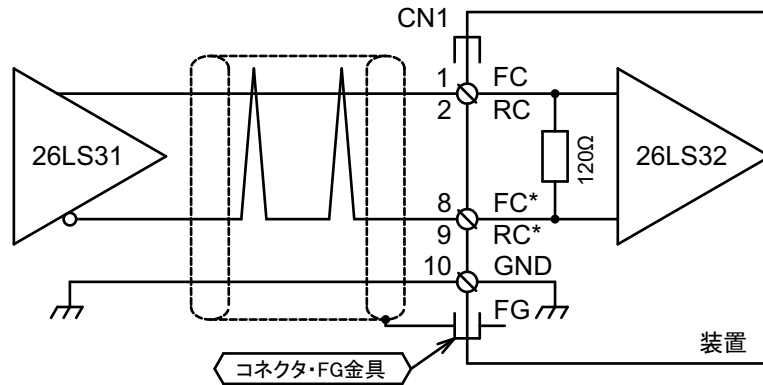 CN1
1 FC
2 RC
26LS31
120Ω
26LS32
8 FC*
9 RC*
10 GND
FG
装置
コネクタ・FG金具